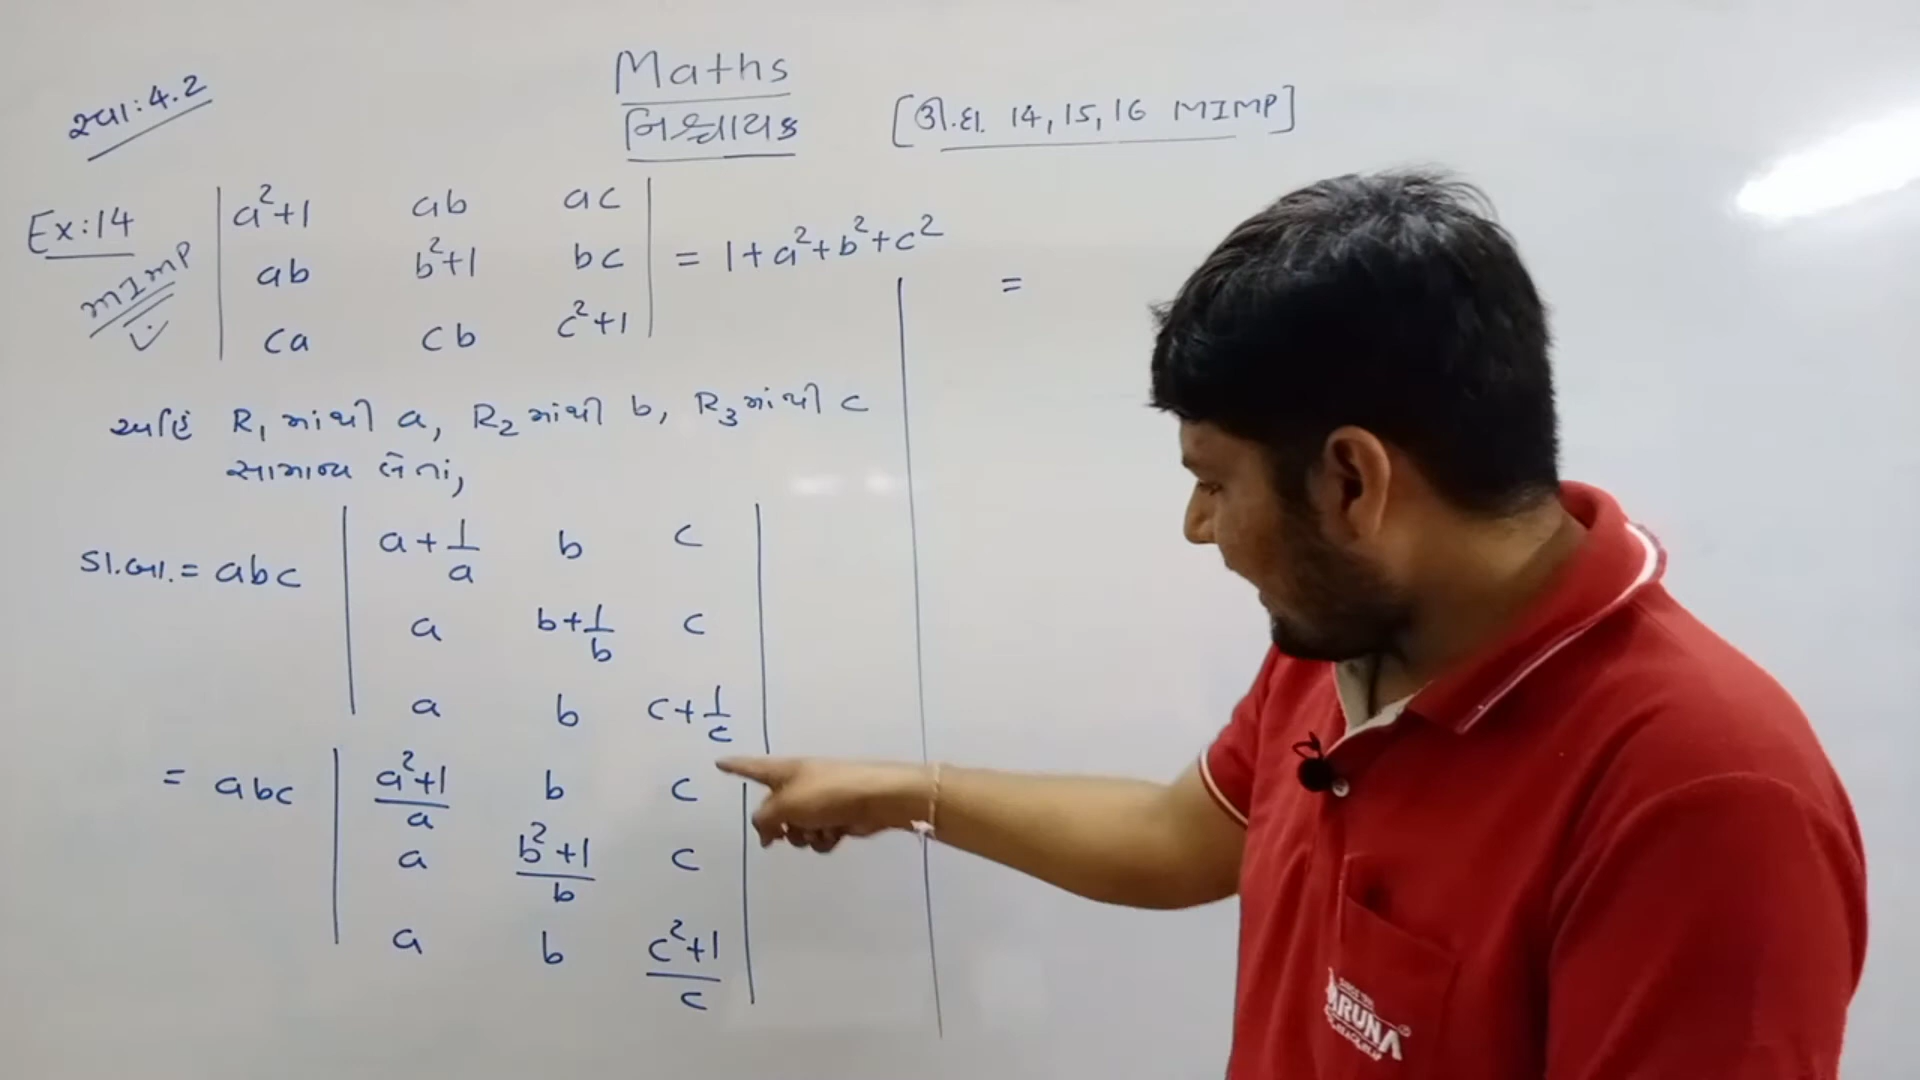 સ્વા:4.2
Maths
નિશ્ચાયક
[ઊ.દા. 14, 15, 16 MIMP]
Ex:14
MIMP
| a²+1 ab ac |
| ab b²+1 bc | = 1+a²+b²+c²
| ca cb c²+1 |
=
અહિં R₁ માંથી a, R₂ માંથી b, R₃ માંથી c
સામાન્ય લેતાં,
ડા.બા. = abc | a+1/a b c |
| a b+1/b c |
| a b c+1/c |
= abc | (a²+1)/a b c |
| a (b²+1)/b c |
| a b (c²+1)/c |